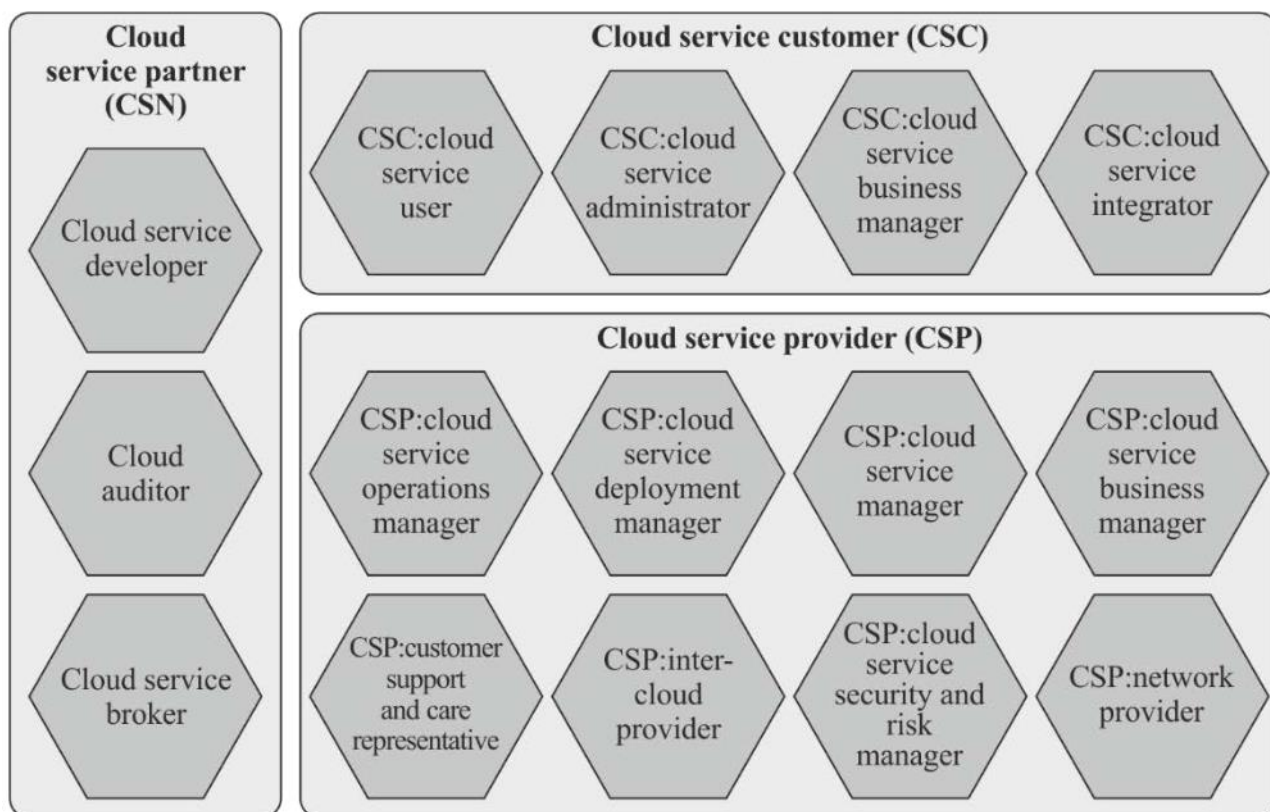 Cloud
service partner
(CSN)
Cloud service
developer
Cloud
auditor
Cloud service
broker
Cloud service customer (CSC)
CSC:cloud
service
user
CSC:cloud
service
administrator
CSC:cloud
service
business
manager
CSC:cloud
service
integrator
Cloud service provider (CSP)
CSP:cloud
service
operations
manager
CSP:cloud
service
deployment
manager
CSP:cloud
service
manager
CSP:cloud
service
business
manager
CSP:customer
support
and care
representative
CSP:inter-
cloud
provider
CSP:cloud
service
security and
risk
manager
CSP:network
provider